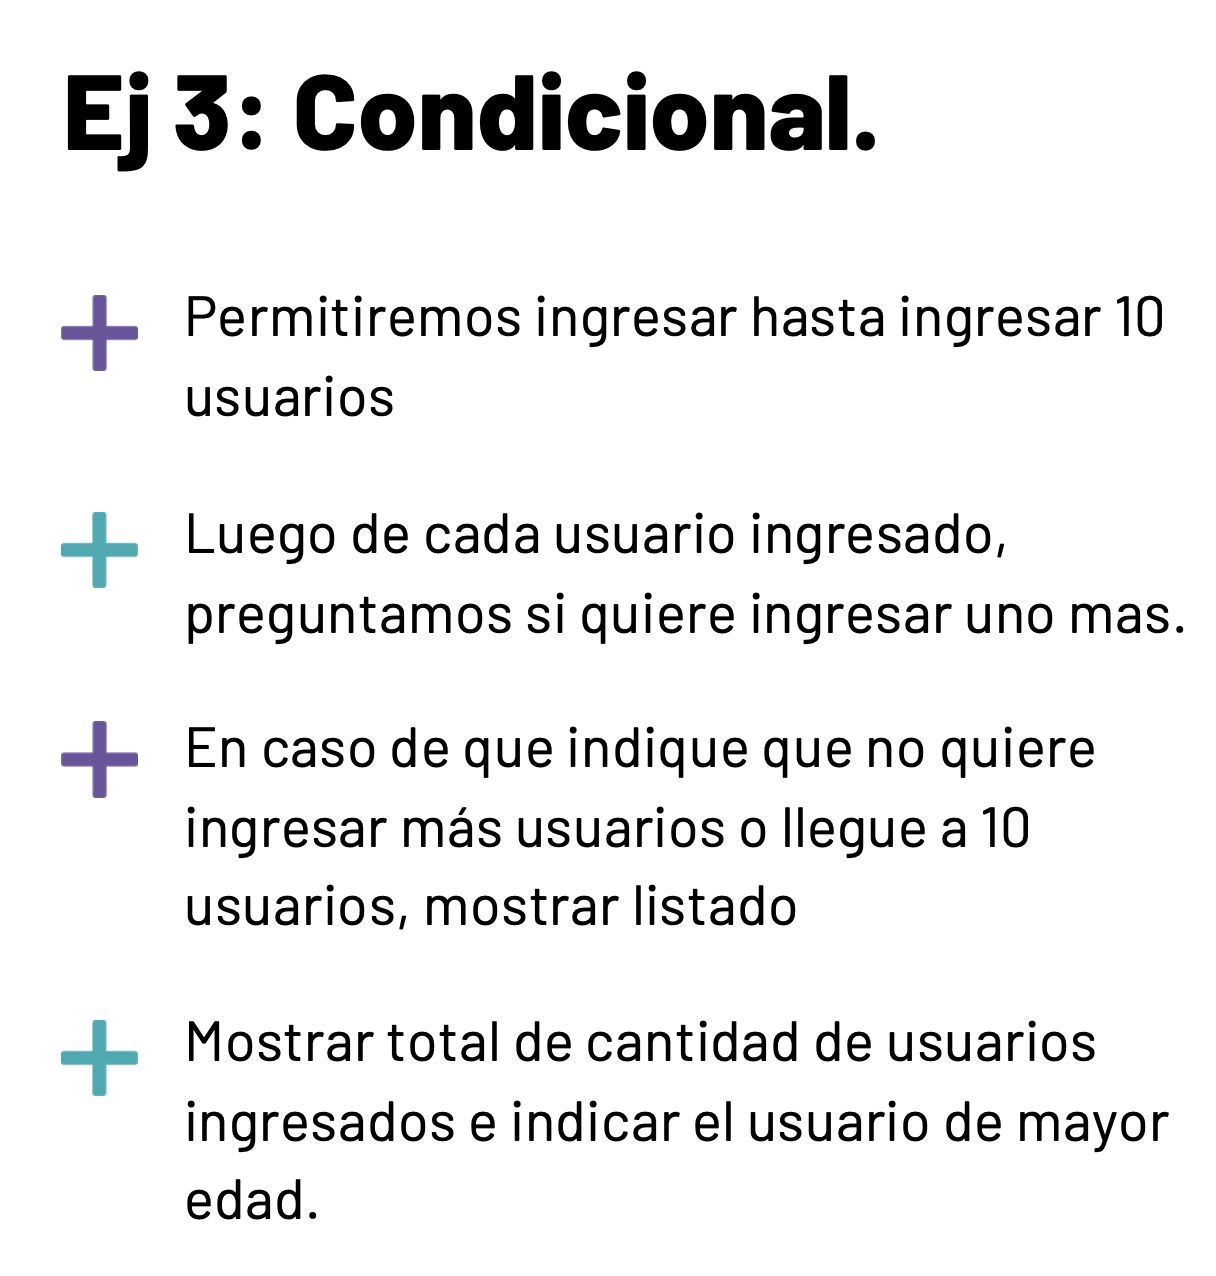 Ej 3: Condicional.
Permitiremos ingresar hasta ingresar 10
usuarios
Luego de cada usuario ingresado,
preguntamos si quiere ingresar uno mas.
En caso de que indique que no quiere
ingresar más usuarios o llegue a 10
usuarios, mostrar listado
Mostrar total de cantidad de usuarios
ingresados e indicar el usuario de mayor
edad.